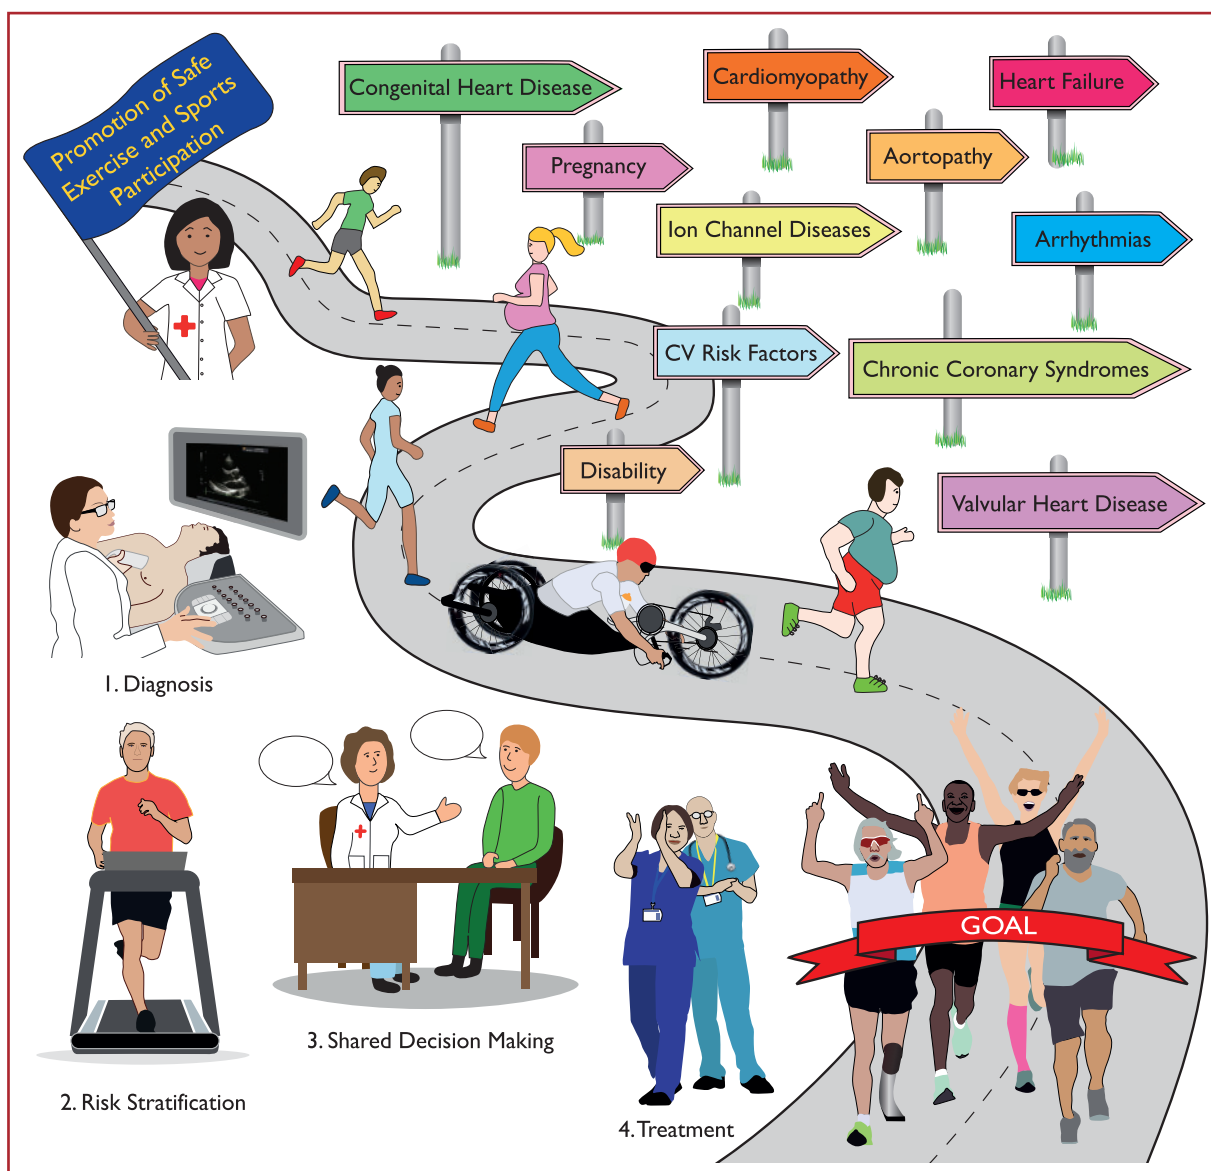 Promotion of Safe
Exercise and Sports
Participation
Congenital Heart Disease
Cardiomyopathy
Heart Failure
Pregnancy
Aortopathy
Ion Channel Diseases
Arrhythmias
CV Risk Factors
Chronic Coronary Syndromes
Disability
Valvular Heart Disease
1. Diagnosis
2. Risk Stratification
3. Shared Decision Making
4. Treatment
GOAL